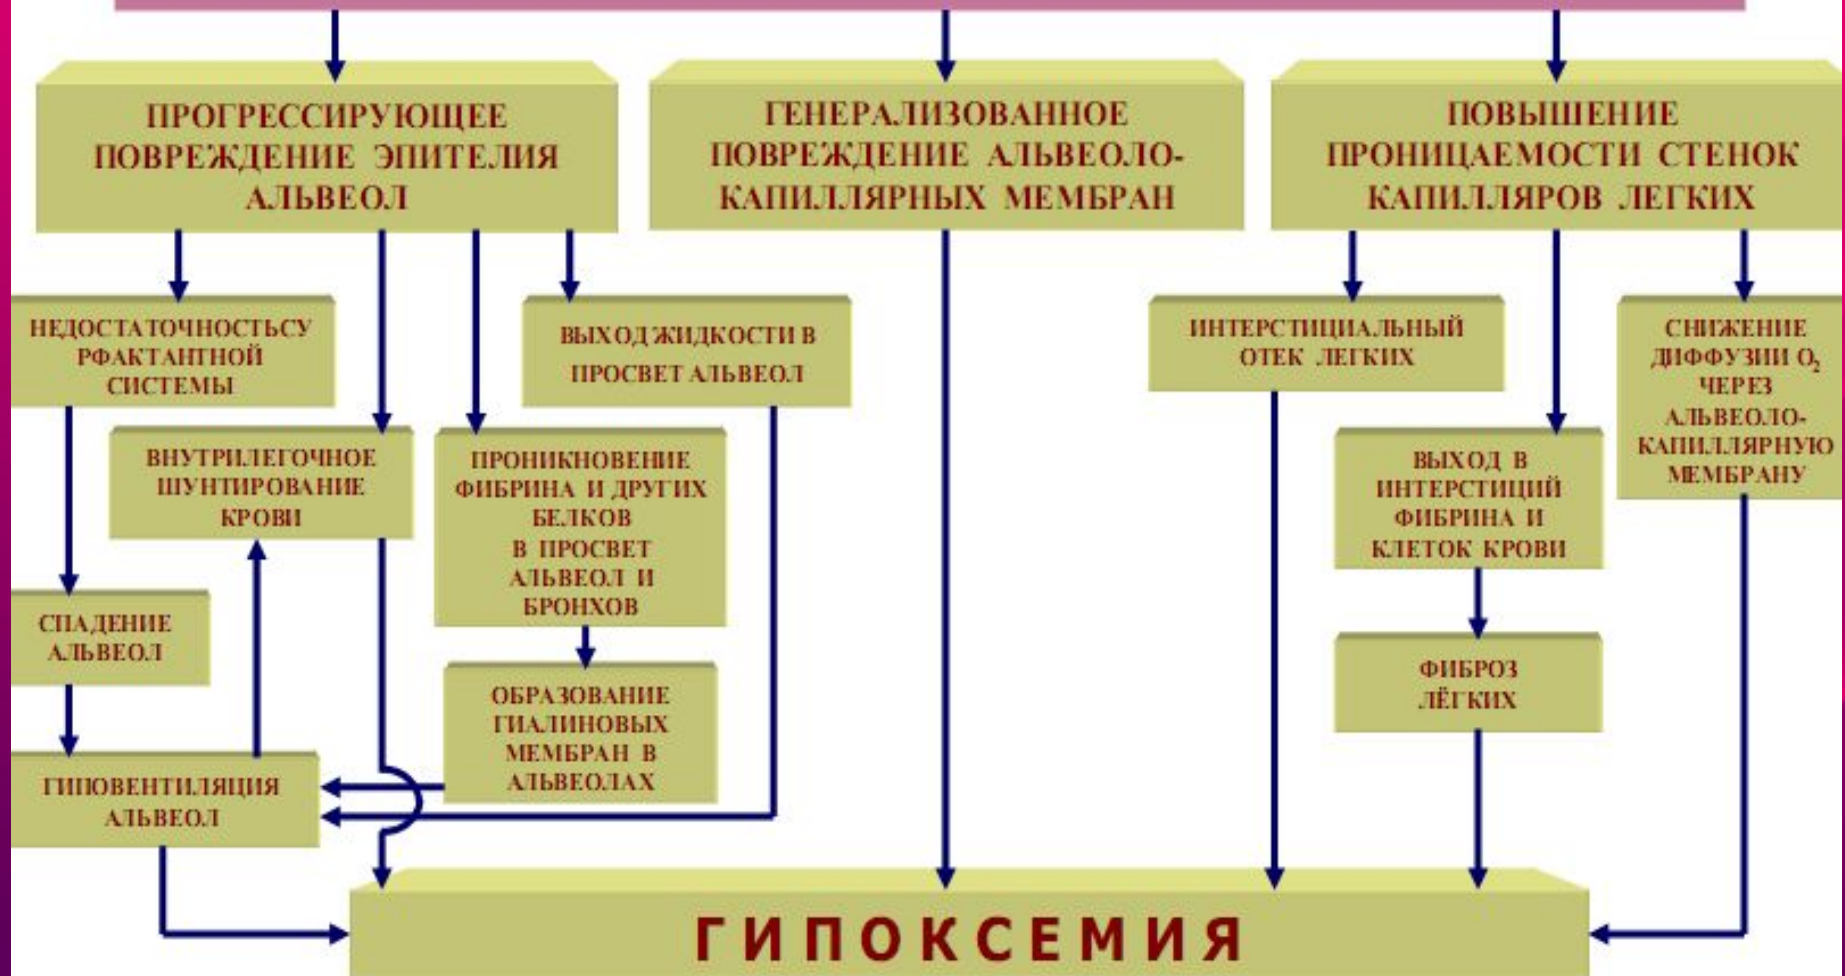 ПРОГРЕССИРУЮЩЕЕ
ПОВРЕЖДЕНИЕ ЭПИТЕЛИЯ
АЛЬВЕОЛ
ГЕНЕРАЛИЗОВАННОЕ
ПОВРЕЖДЕНИЕ АЛЬВЕОЛО-
КАПИЛЛЯРНЫХ МЕМБРАН
ПОВЫШЕНИЕ
ПРОНИЦАЕМОСТИ СТЕНОК
КАПИЛЛЯРОВ ЛЕГКИХ
НЕДОСТАТОЧНОСТЬСУ
РФАКТАНТНОЙ
СИСТЕМЫ
ВЫХОД ЖИДКОСТИ В
ПРОСВЕТ АЛЬВЕОЛ
ИНТЕРСТИЦИАЛЬНЫЙ
ОТЕК ЛЕГКИХ
СНИЖЕНИЕ
ДИФФУЗИИ О₂
ЧЕРЕЗ
АЛЬВЕОЛО-
КАПИЛЛЯРНУЮ
МЕМБРАНУ
ВНУТРИЛЕГОЧНОЕ
ШУНТИРОВАНИЕ
КРОВИ
ПРОНИКНОВЕНИЕ
ФИБРИНА И ДРУГИХ
БЕЛКОВ
В ПРОСВЕТ
АЛЬВЕОЛ И
БРОНХОВ
ВЫХОД В
ИНТЕРСТИЦИЙ
ФИБРИНА И
КЛЕТОК КРОВИ
СПАДЕНИЕ
АЛЬВЕОЛ
ОБРАЗОВАНИЕ
ГИАЛИНОВЫХ
МЕМБРАН В
АЛЬВЕОЛАХ
ФИБРОЗ
ЛЁГКИХ
ГИПОВЕНТИЛЯЦИЯ
АЛЬВЕОЛ
ГИПОКСЕМИЯ